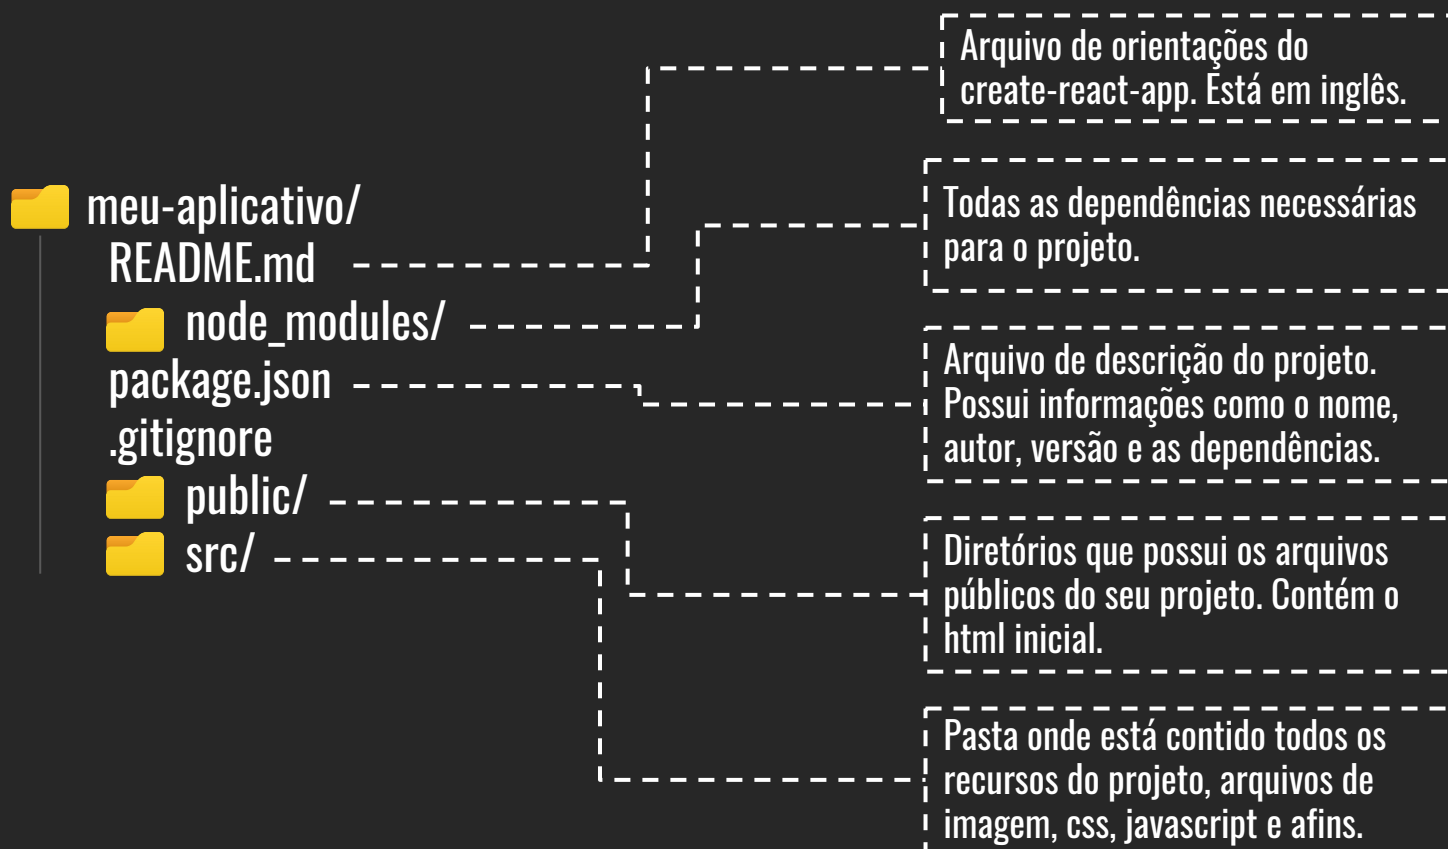 meu-aplicativo/
README.md
node_modules/
package.json
.gitignore
public/
src/
Arquivo de orientações do
create-react-app. Está em inglês.
Todas as dependências necessárias
para o projeto.
Arquivo de descrição do projeto.
Possui informações como o nome,
autor, versão e as dependências.
Diretórios que possui os arquivos
públicos do seu projeto. Contém o
html inicial.
Pasta onde está contido todos os
recursos do projeto, arquivos de
imagem, css, javascript e afins.